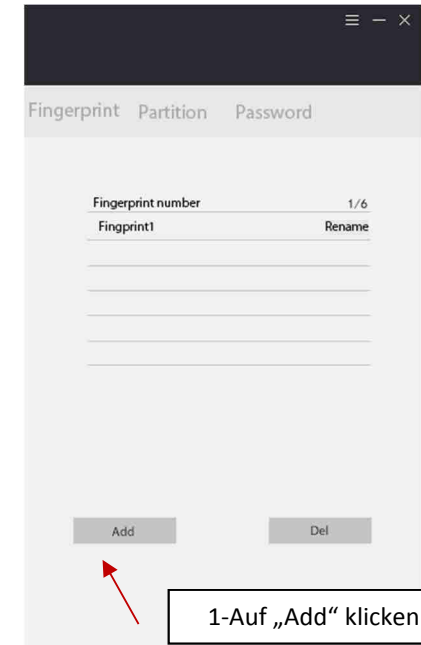 Fingerprint Partition Password
Fingerprint number 1/6
Fingprint1 Rename
Add Del
1-Auf „Add“ klicken